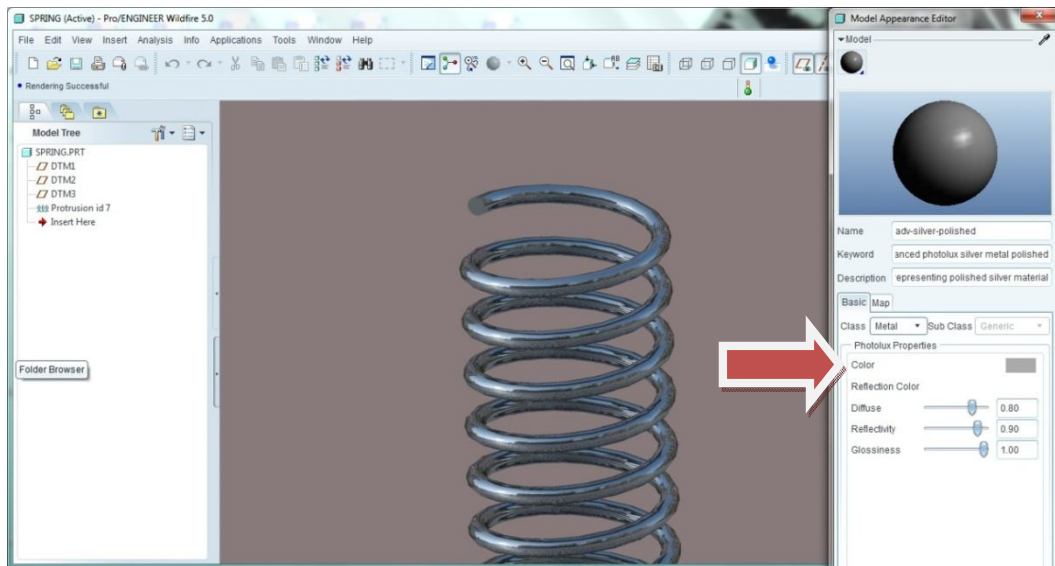 SPRING (Active) - Pro/ENGINEER Wildfire 5.0
File Edit View Insert Analysis Info Applications Tools Window Help
• Rendering Successful
Model Tree
SPRING.PRT
DTM1
DTM2
DTM3
Protrusion id 7
Insert Here
Folder Browser
Model Appearance Editor
Model
Name adv-silver-polished
Keyword anced photolux silver metal polished
Description epresenting polished silver material
Basic Map
Class Metal Sub Class Generic
Photolux Properties
Color
Reflection Color
Diffuse 0.80
Reflectivity 0.90
Glossiness 1.00